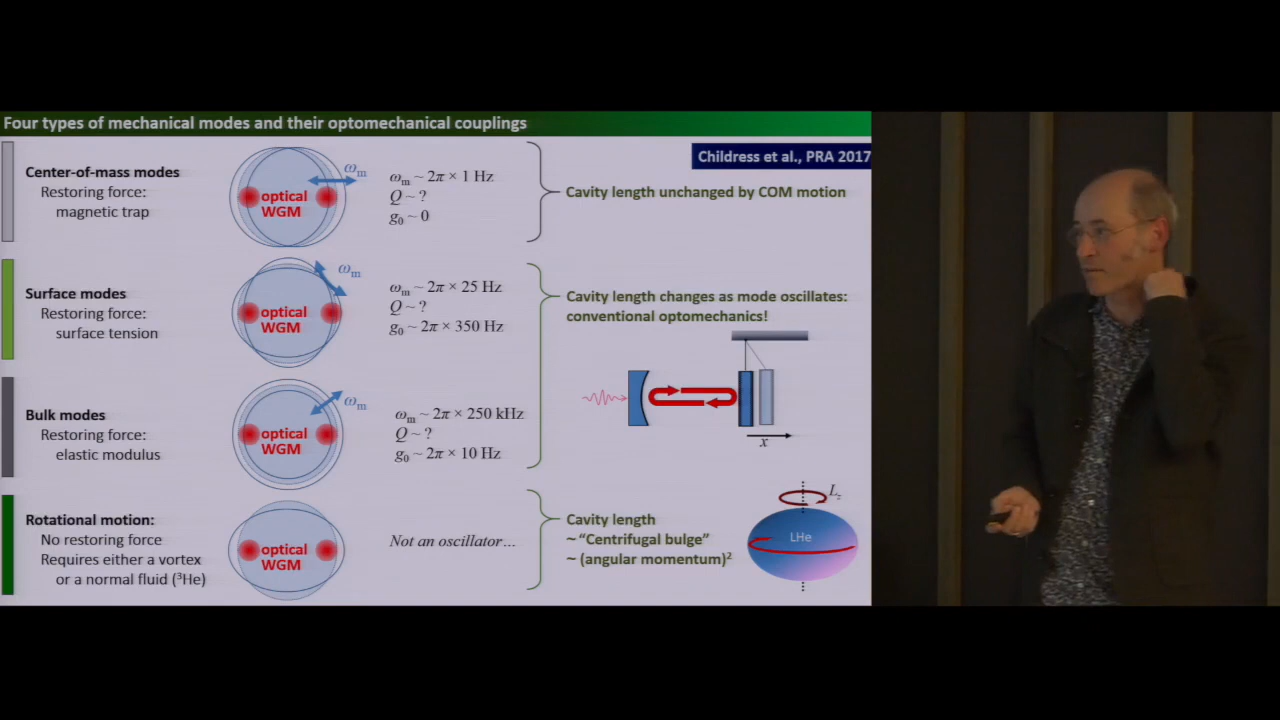 Four types of mechanical modes and their optomechanical couplings
Childress et al., PRA 2017
Center-of-mass modes
Restoring force:
magnetic trap
optical
WGM
ωm
ωm ~ 2π × 1 Hz
Q ~ ?
g0 ~ 0
Cavity length unchanged by COM motion
Surface modes
Restoring force:
surface tension
optical
WGM
ωm
ωm ~ 2π × 25 Hz
Q ~ ?
g0 ~ 2π × 350 Hz
Cavity length changes as mode oscillates:
conventional optomechanics!
x
Bulk modes
Restoring force:
elastic modulus
optical
WGM
ωm
ωm ~ 2π × 250 kHz
Q ~ ?
g0 ~ 2π × 10 Hz
Rotational motion:
No restoring force
Requires either a vortex
or a normal fluid (³He)
optical
WGM
Not an oscillator…
Cavity length
~ “Centrifugal bulge”
~ (angular momentum)²
Lz
LHe